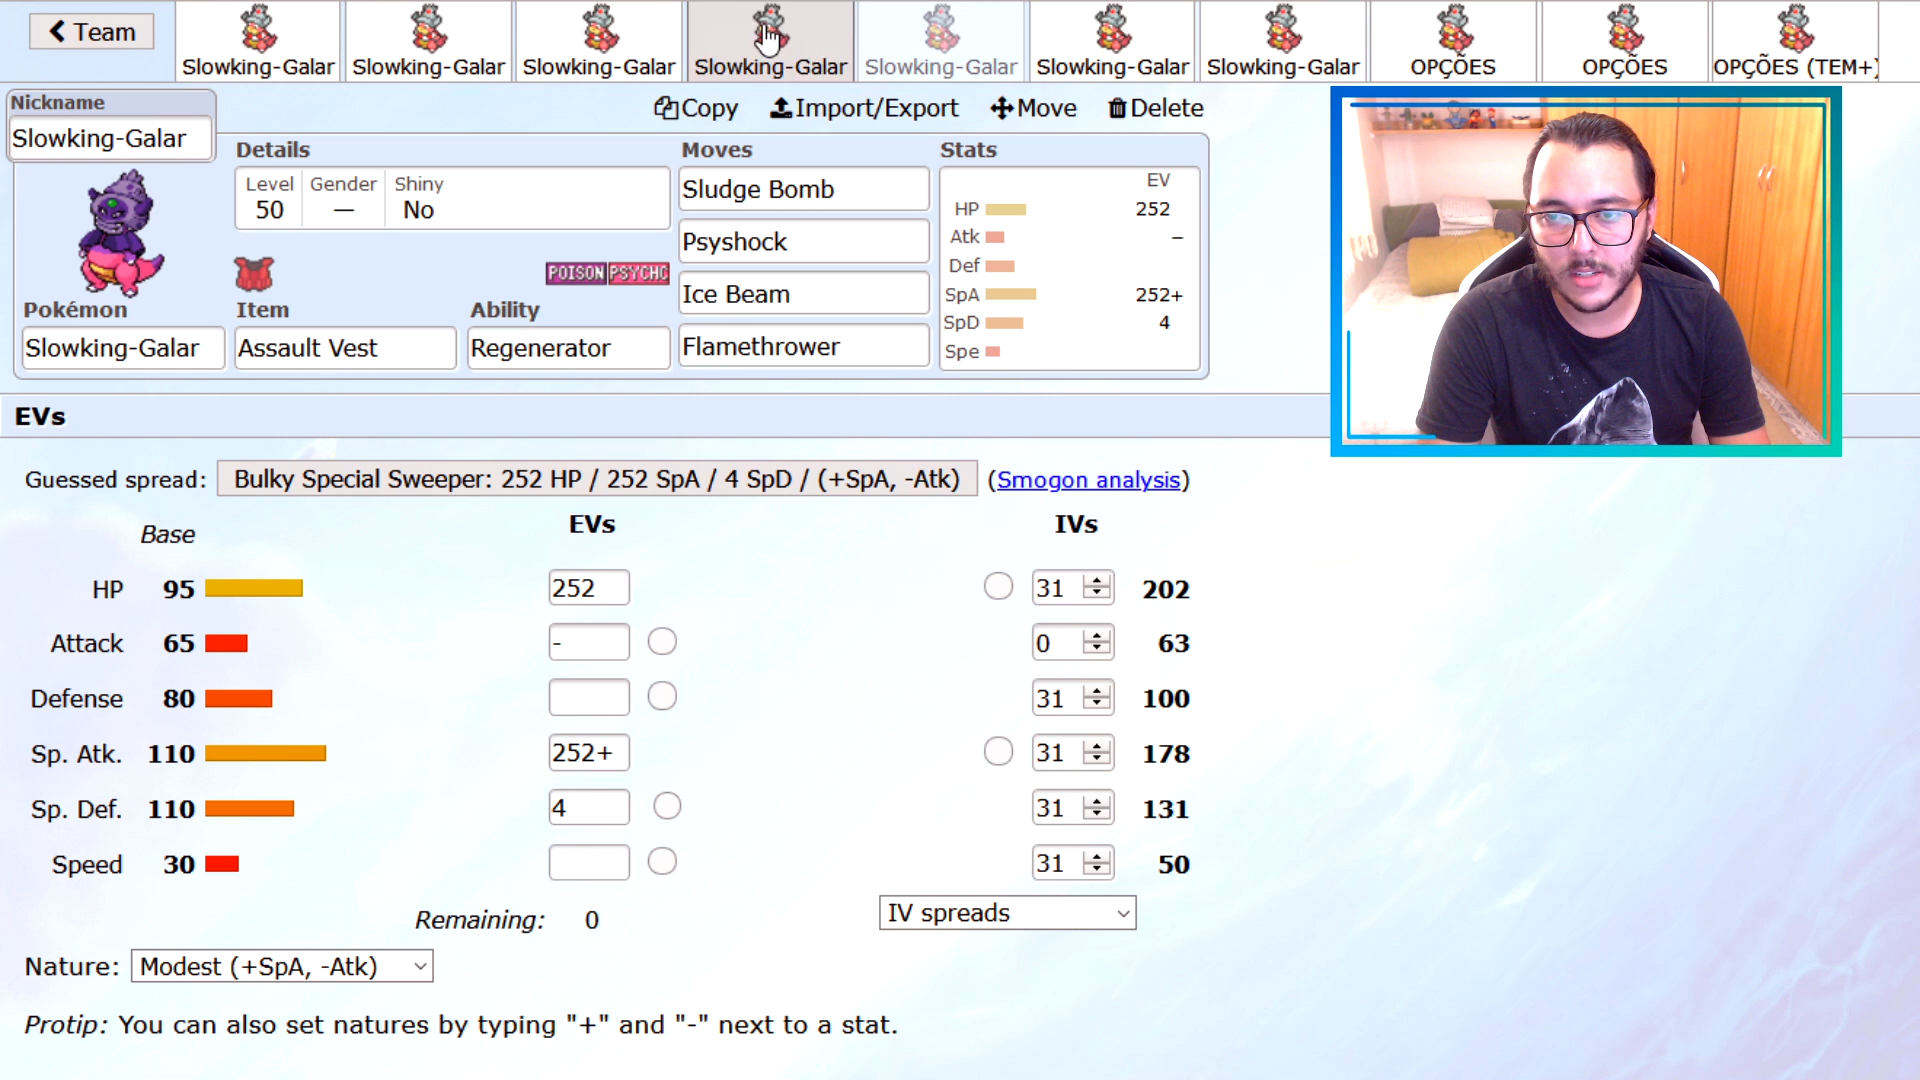 Team
Slowking-Galar
Slowking-Galar
Slowking-Galar
Slowking-Galar
Slowking-Galar
Slowking-Galar
Slowking-Galar
OPÇÕES
OPÇÕES
OPÇÕES (TEM+)
Nickname
Slowking-Galar
Copy
Import/Export
Move
Delete
Details
Moves
Stats
Level
Gender
Shiny
50
—
No
Sludge Bomb
Psyshock
Ice Beam
Flamethrower
EV
HP 252
Atk –
Def
SpA 252+
SpD 4
Spe
POISON PSYCHC
Pokémon
Item
Ability
Slowking-Galar
Assault Vest
Regenerator
EVs
Guessed spread: Bulky Special Sweeper: 252 HP / 252 SpA / 4 SpD / (+SpA, -Atk) (Smogon analysis)
Base
EVs
IVs
HP 95 252 31 202
Attack 65 - 0 63
Defense 80 31 100
Sp. Atk. 110 252+ 31 178
Sp. Def. 110 4 31 131
Speed 30 31 50
Remaining: 0
IV spreads
Nature: Modest (+SpA, -Atk)
Protip: You can also set natures by typing "+" and "-" next to a stat.